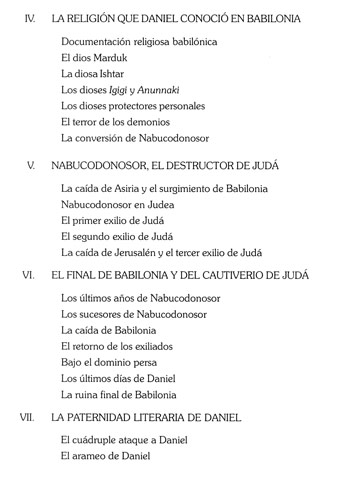 IV. LA RELIGIÓN QUE DANIEL CONOCIÓ EN BABILONIA
Documentación religiosa babilónica
El dios Marduk
La diosa Ishtar
Los dioses Igigi y Anunnaki
Los dioses protectores personales
El terror de los demonios
La conversión de Nabucodonosor
V. NABUCODONOSOR, EL DESTRUCTOR DE JUDÁ
La caída de Asiria y el surgimiento de Babilonia
Nabucodonosor en Judea
El primer exilio de Judá
El segundo exilio de Judá
La caída de Jerusalén y el tercer exilio de Judá
VI. EL FINAL DE BABILONIA Y DEL CAUTIVERIO DE JUDÁ
Los últimos años de Nabucodonosor
Los sucesores de Nabucodonosor
La caída de Babilonia
El retorno de los exiliados
Bajo el dominio persa
Los últimos días de Daniel
La ruina final de Babilonia
VII. LA PATERNIDAD LITERARIA DE DANIEL
El cuádruple ataque a Daniel
El arameo de Daniel